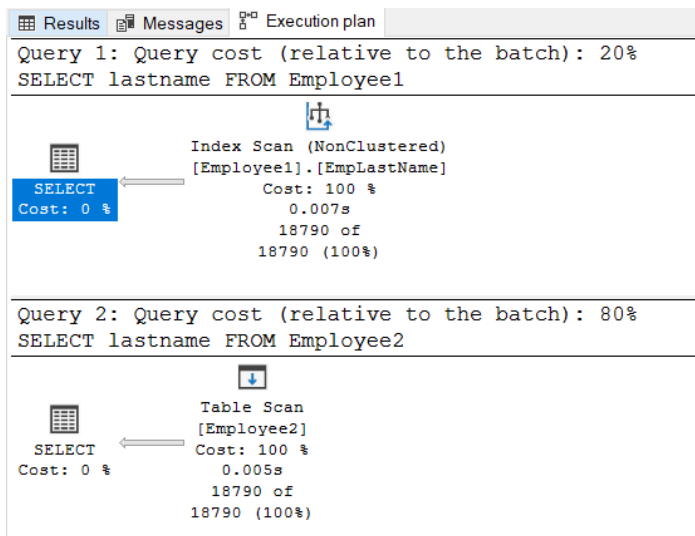 Results Messages Execution plan
Query 1: Query cost (relative to the batch): 20%
SELECT lastname FROM Employee1
Index Scan (NonClustered)
[Employee1].[EmpLastName]
SELECT
Cost: 0 %
Cost: 100 %
0.007s
18790 of
18790 (100%)
Query 2: Query cost (relative to the batch): 80%
SELECT lastname FROM Employee2
Table Scan
[Employee2]
SELECT
Cost: 0 %
Cost: 100 %
0.005s
18790 of
18790 (100%)